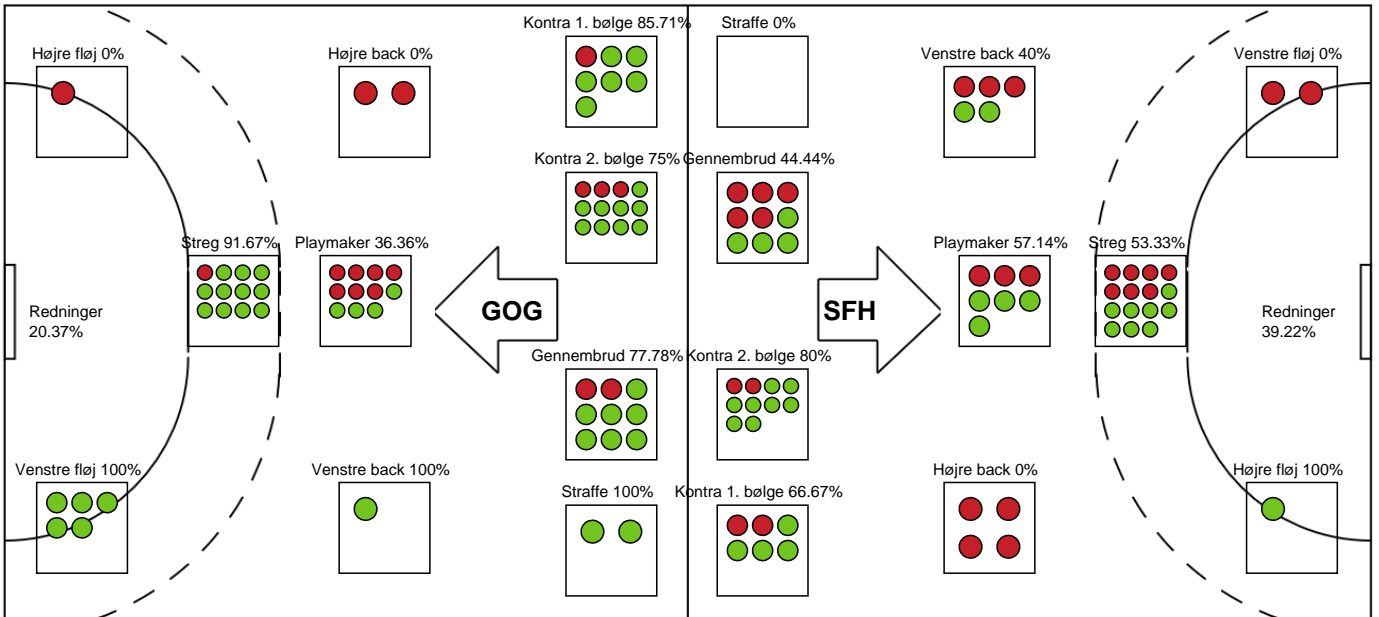 Kontra 1. bølge 85.71%
Straffe 0%
Højre fløj 0%
Højre back 0%
Venstre back 40%
Venstre fløj 0%
Kontra 2. bølge 75%
Gennembrud 44.44%
Streg 91.67%
Playmaker 36.36%
Playmaker 57.14%
Streg 53.33%
Redninger
20.37%
GOG
SFH
Redninger
39.22%
Gennembrud 77.78%
Kontra 2. bølge 80%
Venstre fløj 100%
Venstre back 100%
Højre back 0%
Højre fløj 100%
Straffe 100%
Kontra 1. bølge 66.67%